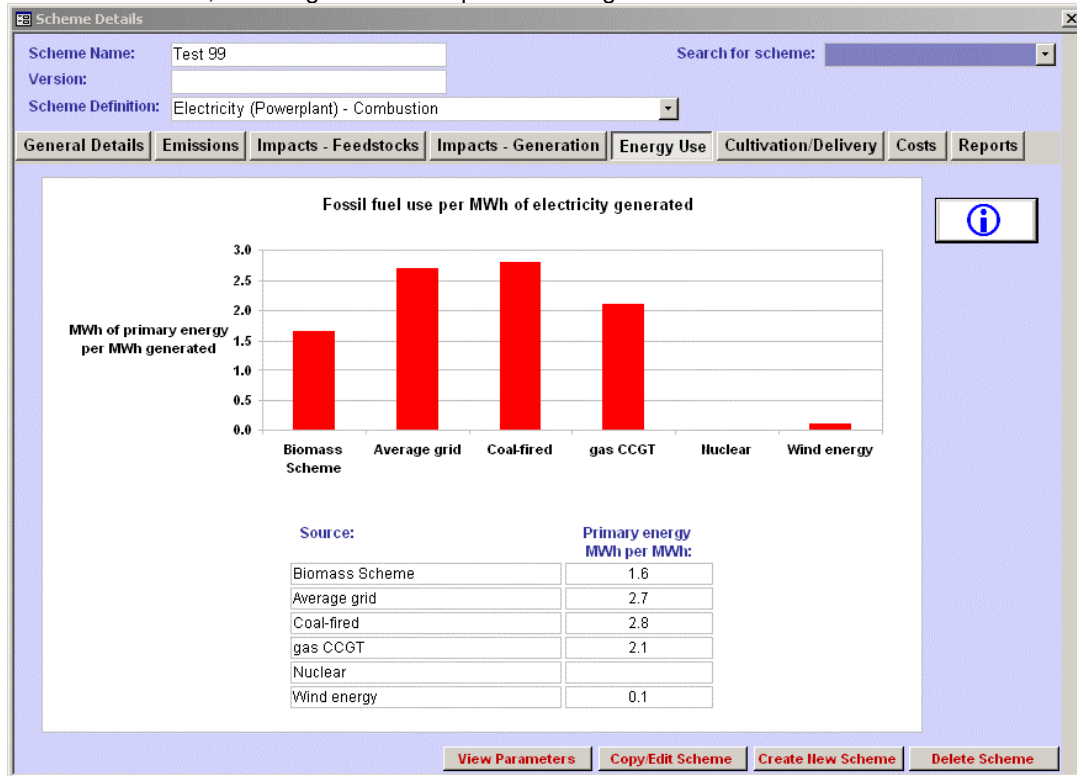 Scheme Details
Scheme Name: Test 99 Search for scheme:
Version:
Scheme Definition: Electricity (Powerplant) - Combustion
General Details Emissions Impacts - Feedstocks Impacts - Generation Energy Use Cultivation/Delivery Costs Reports
Fossil fuel use per MWh of electricity generated
3.0
2.5
2.0
MWh of primary energy
per MWh generated
1.5
1.0
0.5
0.0
Biomass Scheme Average grid Coal-fired gas CCGT Nuclear Wind energy
Source: Primary energy MWh per MWh:
Biomass Scheme 1.6
Average grid 2.7
Coal-fired 2.8
gas CCGT 2.1
Nuclear
Wind energy 0.1
View Parameters Copy/Edit Scheme Create New Scheme Delete Scheme